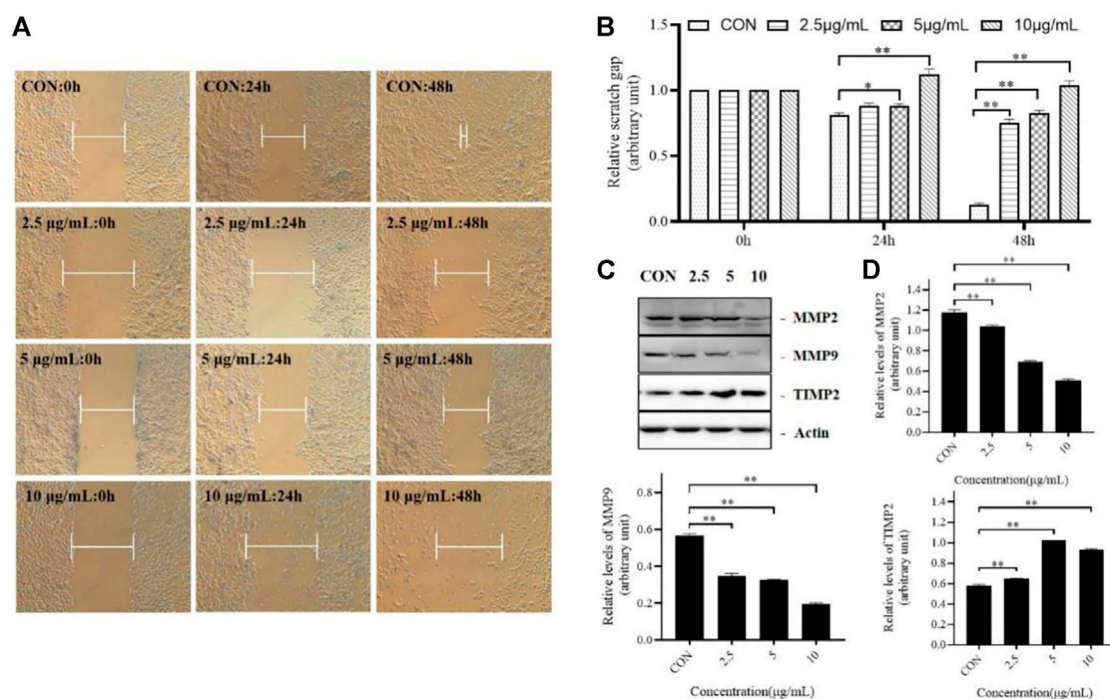 A
CON:0h
CON:24h
CON:48h
2.5 μg/mL:0h
2.5 μg/mL:24h
2.5 μg/mL:48h
5 μg/mL:0h
5 μg/mL:24h
5 μg/mL:48h
10 μg/mL:0h
10 μg/mL:24h
10 μg/mL:48h
B
CON 2.5μg/mL 5μg/mL 10μg/mL
Relative scratch gap
(arbitrary unit)
1.5
1.0
0.5
0.0
**
*
**
**
**
0h 24h 48h
C
CON 2.5 5 10
- MMP2
- MMP9
- TIMP2
- Actin
D
Relative levels of MMP2
(arbitrary unit)
1.4
1.2
1.0
0.8
0.6
0.4
0.2
0.0
**
**
**
CON 2.5 5 10
Concentration(μg/mL)
Relative levels of MMP9
(arbitrary unit)
0.8
0.6
0.4
0.2
0.0
**
**
**
CON 2.5 5 10
Concentration(μg/mL)
Relative levels of TIMP2
(arbitrary unit)
1.4
1.2
1.0
0.8
0.6
0.4
0.2
0.0
**
**
**
CON 2.5 5 10
Concentration(μg/mL)